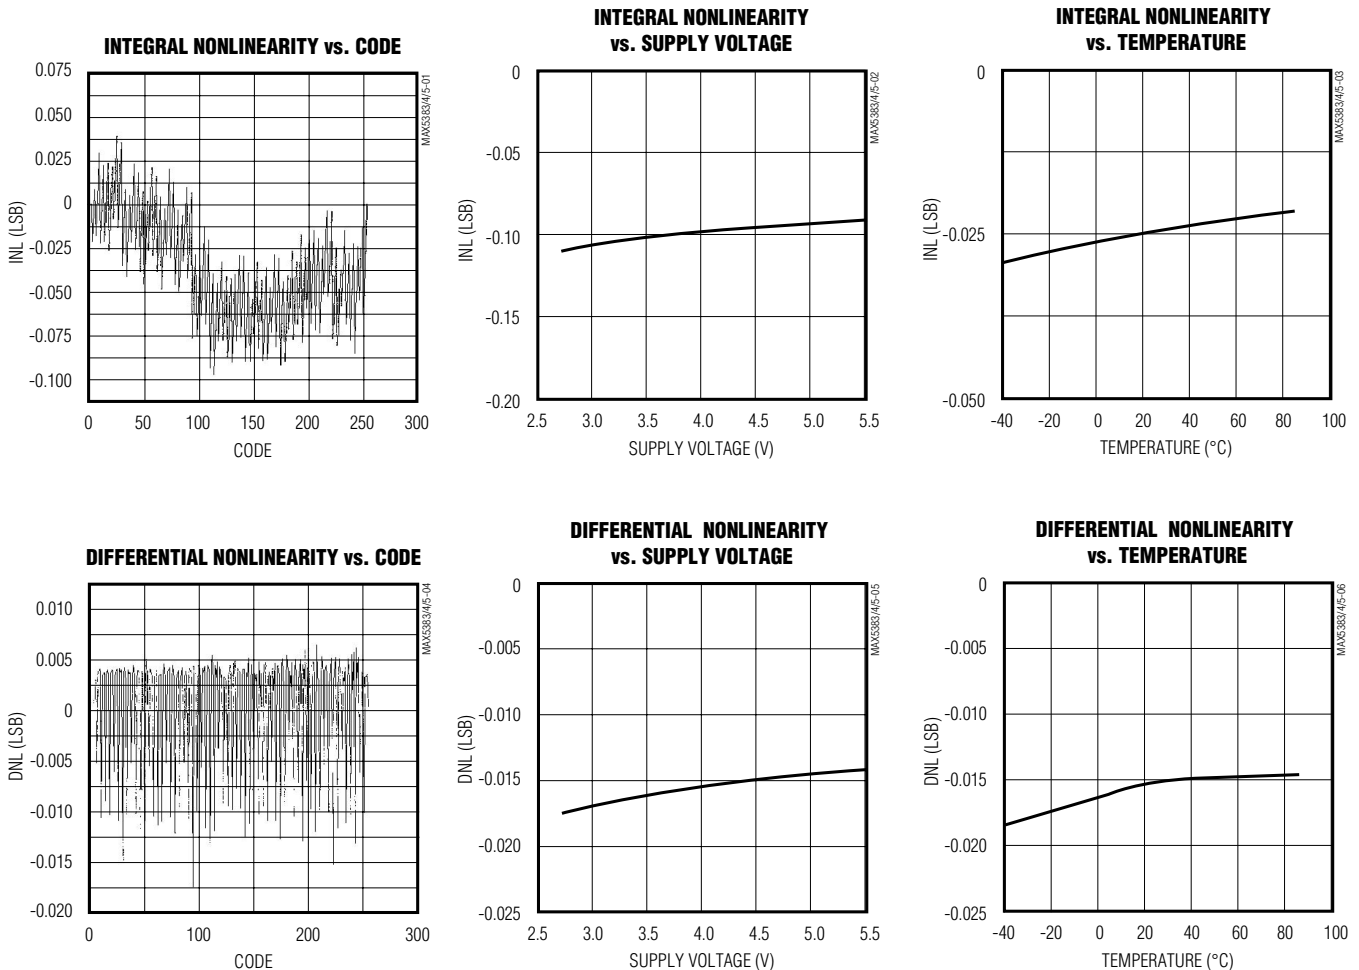 INTEGRAL NONLINEARITY vs. CODE
0.075
0.050
0.025
0
-0.025
-0.050
-0.075
-0.100
INL (LSB)
0 50 100 150 200 250 300
CODE
MAX5383/4/5-01
INTEGRAL NONLINEARITY
vs. SUPPLY VOLTAGE
0
-0.05
-0.10
-0.15
-0.20
INL (LSB)
2.5 3.0 3.5 4.0 4.5 5.0 5.5
SUPPLY VOLTAGE (V)
MAX5383/4/5-02
INTEGRAL NONLINEARITY
vs. TEMPERATURE
0
-0.025
-0.050
INL (LSB)
-40 -20 0 20 40 60 80 100
TEMPERATURE (°C)
MAX5383/4/5-03
DIFFERENTIAL NONLINEARITY vs. CODE
0.010
0.005
0
-0.005
-0.010
-0.015
-0.020
DNL (LSB)
0 50 100 150 200 250 300
CODE
MAX5383/4/5-04
DIFFERENTIAL NONLINEARITY
vs. SUPPLY VOLTAGE
0
-0.005
-0.010
-0.015
-0.020
-0.025
DNL (LSB)
2.5 3.0 3.5 4.0 4.5 5.0 5.5
SUPPLY VOLTAGE (V)
MAX5383/4/5-05
DIFFERENTIAL NONLINEARITY
vs. TEMPERATURE
0
-0.005
-0.010
-0.015
-0.020
-0.025
DNL (LSB)
-40 -20 0 20 40 60 80 100
TEMPERATURE (°C)
MAX5383/4/5-06